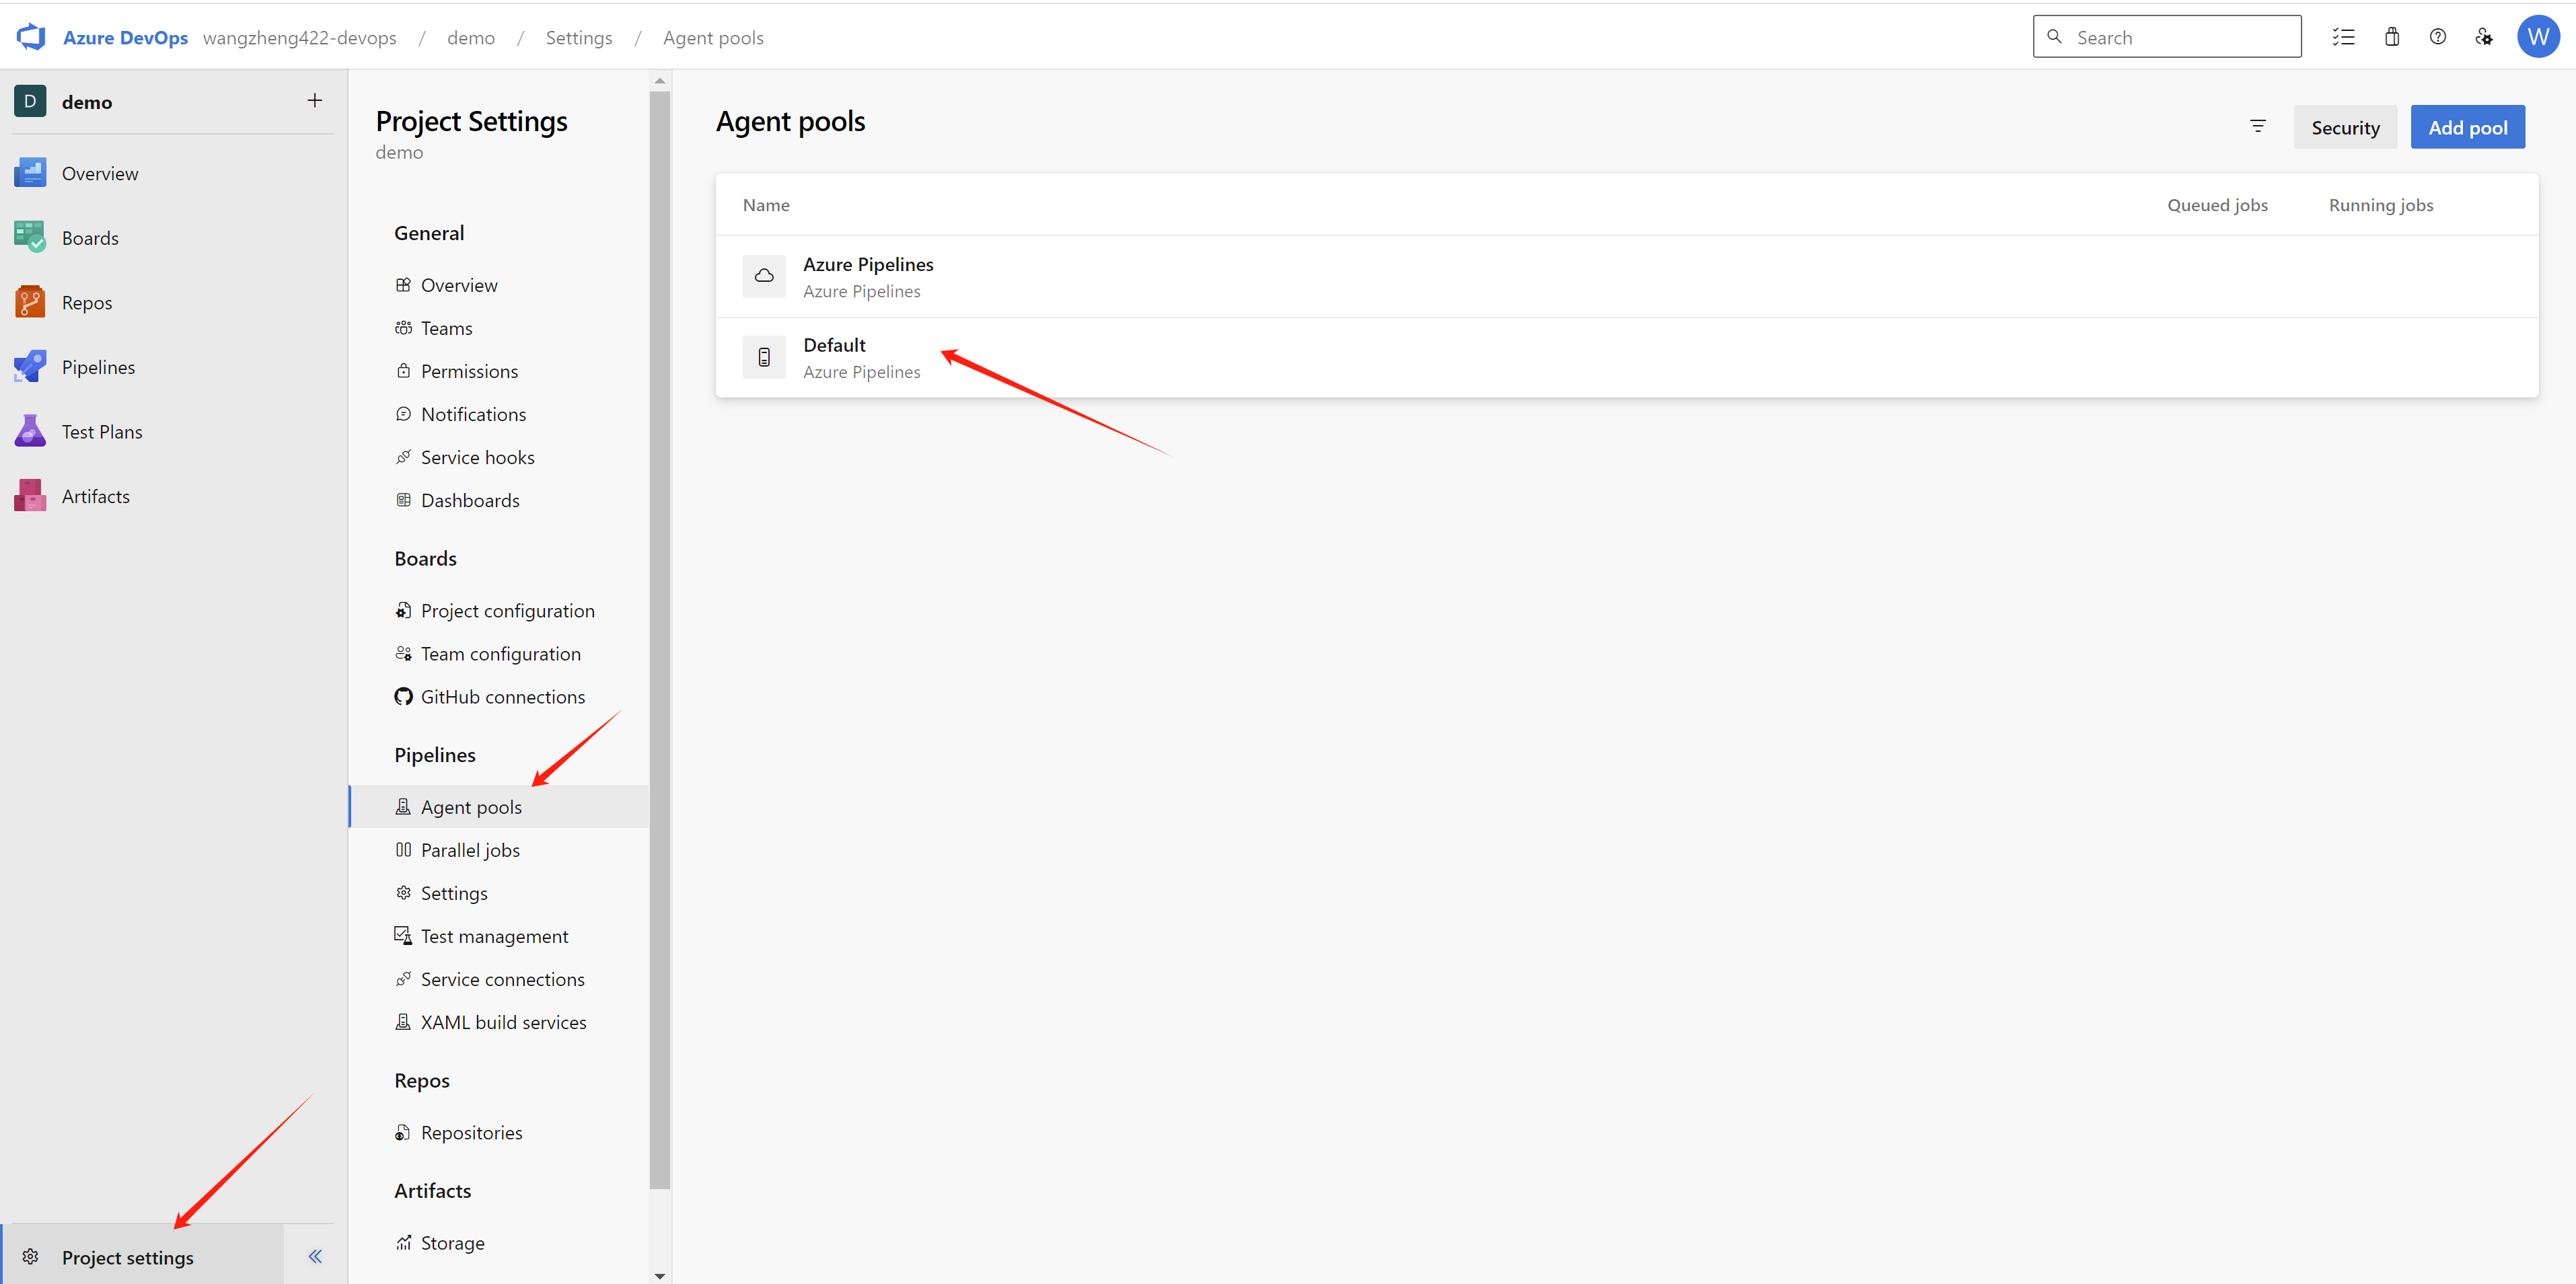 Azure DevOps wangzheng422-devops / demo / Settings / Agent pools
Search
W
D demo
Overview
Boards
Repos
Pipelines
Test Plans
Artifacts
Project settings
Project Settings
demo
General
Overview
Teams
Permissions
Notifications
Service hooks
Dashboards
Boards
Project configuration
Team configuration
GitHub connections
Pipelines
Agent pools
Parallel jobs
Settings
Test management
Service connections
XAML build services
Repos
Repositories
Artifacts
Storage
Agent pools
Security
Add pool
Name Queued jobs Running jobs
Azure Pipelines
Azure Pipelines
Default
Azure Pipelines